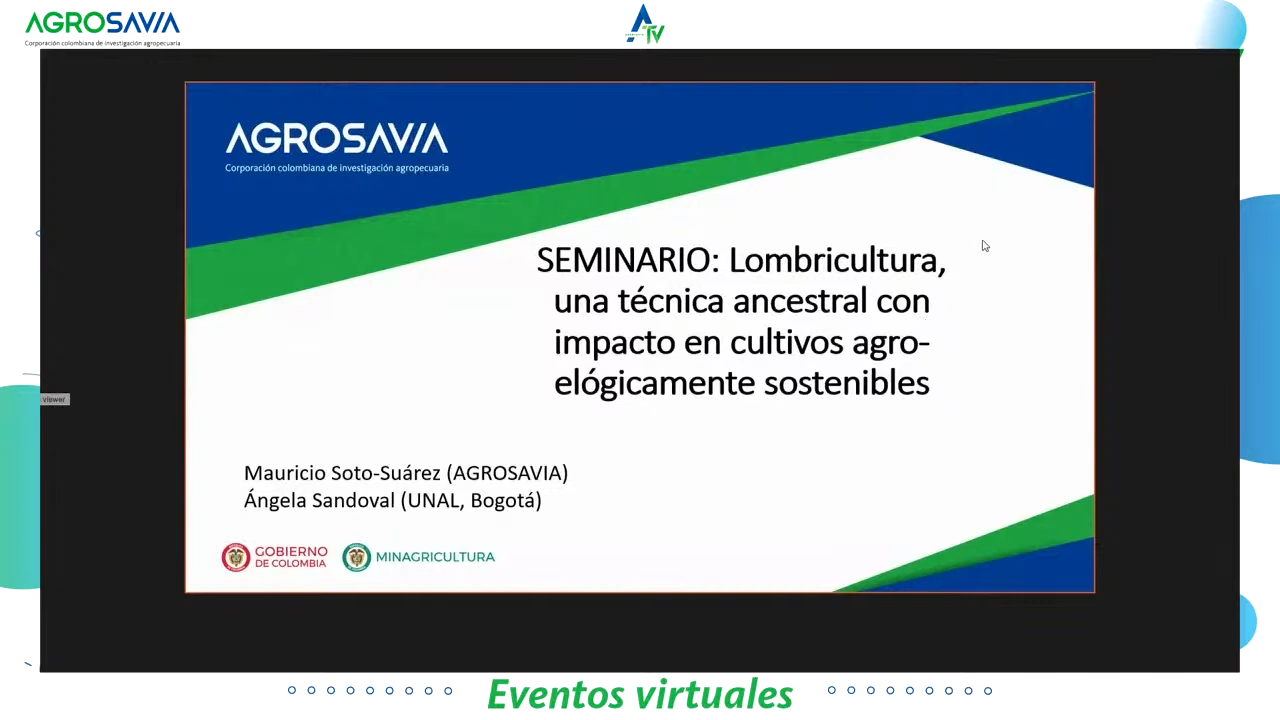 AGROSAVIA
Corporación colombiana de investigación agropecuaria
ATV
AGROSAVIA
Corporación colombiana de investigación agropecuaria
SEMINARIO: Lombricultura,
una técnica ancestral con
impacto en cultivos agro-
elógicamente sostenibles
viewer
Mauricio Soto-Suárez (AGROSAVIA)
Ángela Sandoval (UNAL, Bogotá)
GOBIERNO
DE COLOMBIA
MINAGRICULTURA
Eventos virtuales